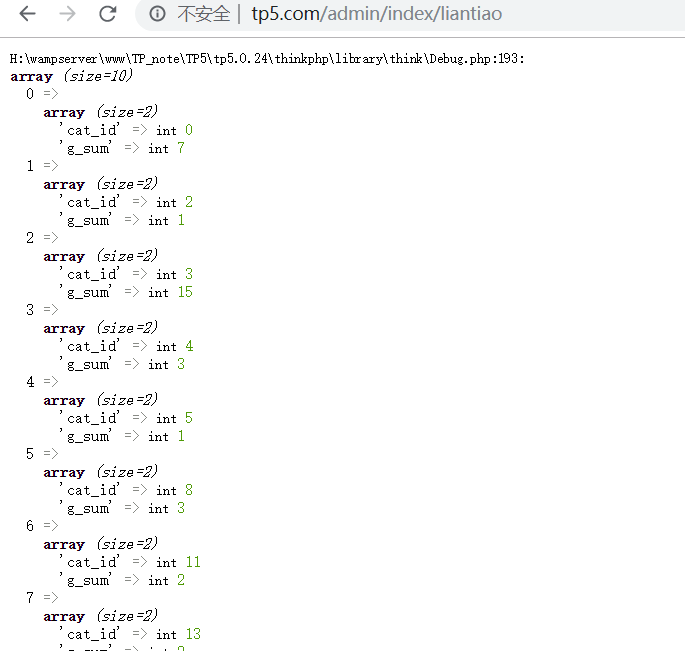 不安全 | tp5.com/admin/index/liantiao
H:\wampserver\www\TP_note\TP5\tp5.0.24\thinkphp\library\think\Debug.php:193:
array (size=10)
0 =>
array (size=2)
'cat_id' => int 0
'g_sum' => int 7
1 =>
array (size=2)
'cat_id' => int 2
'g_sum' => int 1
2 =>
array (size=2)
'cat_id' => int 3
'g_sum' => int 15
3 =>
array (size=2)
'cat_id' => int 4
'g_sum' => int 3
4 =>
array (size=2)
'cat_id' => int 5
'g_sum' => int 1
5 =>
array (size=2)
'cat_id' => int 8
'g_sum' => int 3
6 =>
array (size=2)
'cat_id' => int 11
'g_sum' => int 2
7 =>
array (size=2)
'cat_id' => int 13